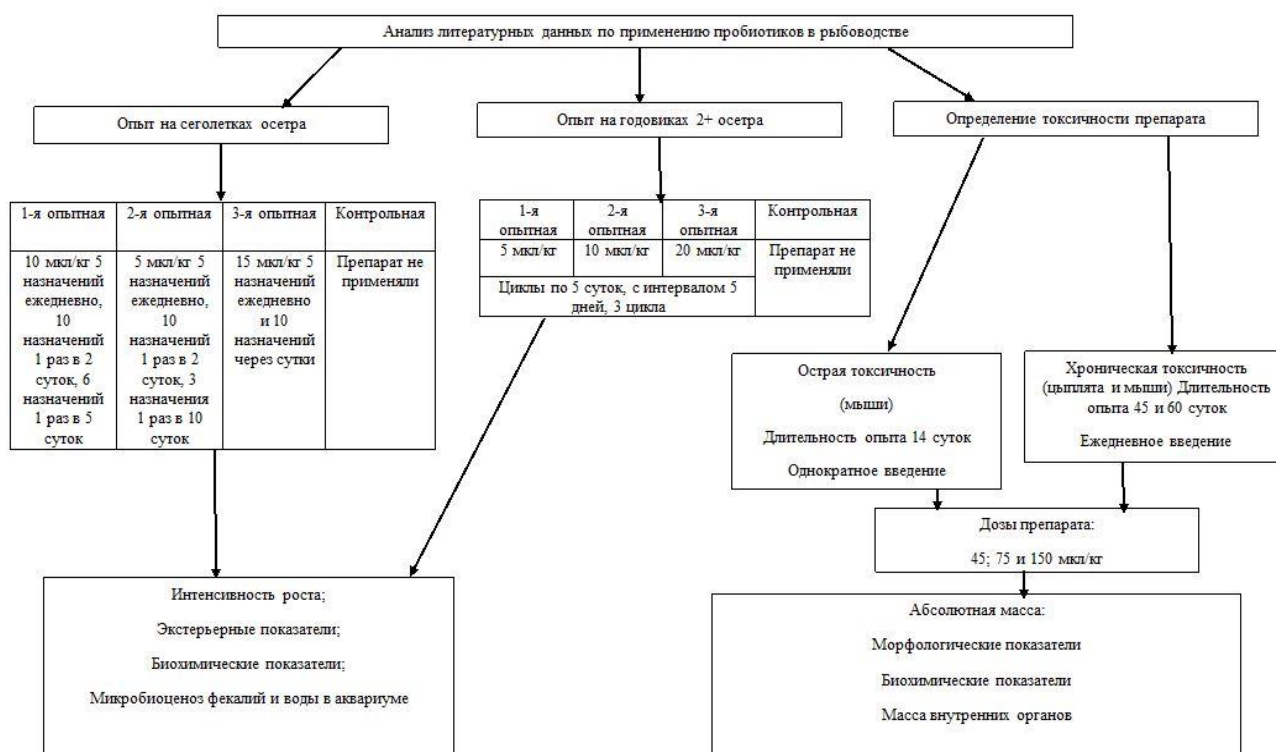 Анализ литературных данных по применению пробиотиков в рыбоводстве
Опыт на сеголетках осетра
Опыт на годовиках 2+ осетра
Определение токсичности препарата
1-я опытная
2-я опытная
3-я опытная
Контрольная
10 мкл/кг 5
назначений
ежедневно,
10
назначений
1 раз в 2
суток, 6
назначений
1 раз в 5
суток
5 мкл/кг 5
назначений
ежедневно,
10
назначений
1 раз в 2
суток, 3
назначения
1 раз в 10
суток
15 мкл/кг 5
назначений
ежедневно
и 10
назначений
через сутки
Препарат не
применяли
1-я
опытная
2-я
опытная
3-я
опытная
Контрольная
5 мкл/кг
10 мкл/кг
20 мкл/кг
Препарат не
применяли
Циклы по 5 суток, с интервалом 5
дней, 3 цикла
Острая токсичность
(мыши)
Длительность опыта 14 суток
Однократное введение
Хроническая токсичность
(цыплята и мыши) Длительность
опыта 45 и 60 суток
Ежедневное введение
Дозы препарата:
45; 75 и 150 мкл/кг
Интенсивность роста;
Экстерьерные показатели;
Биохимические показатели;
Микробиоценоз фекалий и воды в аквариуме
Абсолютная масса:
Морфологические показатели
Биохимические показатели
Масса внутренних органов